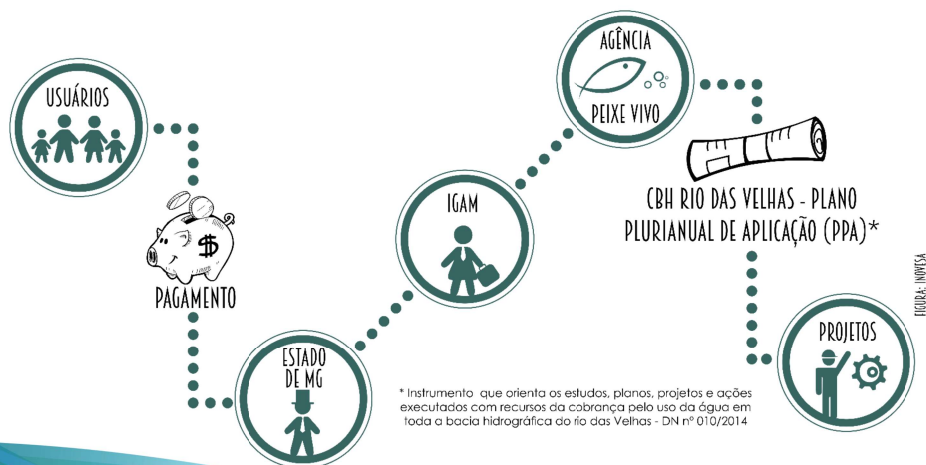 USUÁRIOS
PAGAMENTO
ESTADO
DE MG
IGAM
AGÊNCIA
PEIXE VIVO
CBH RIO DAS VELHAS - PLANO
PLURIANUAL DE APLICAÇÃO (PPA)*
PROJETOS
* Instrumento que orienta os estudos, planos, projetos e ações
executados com recursos da cobrança pelo uso da água em
toda a bacia hidrográfica do rio das Velhas - DN nº 010/2014
FIGURA: INOVESA
$